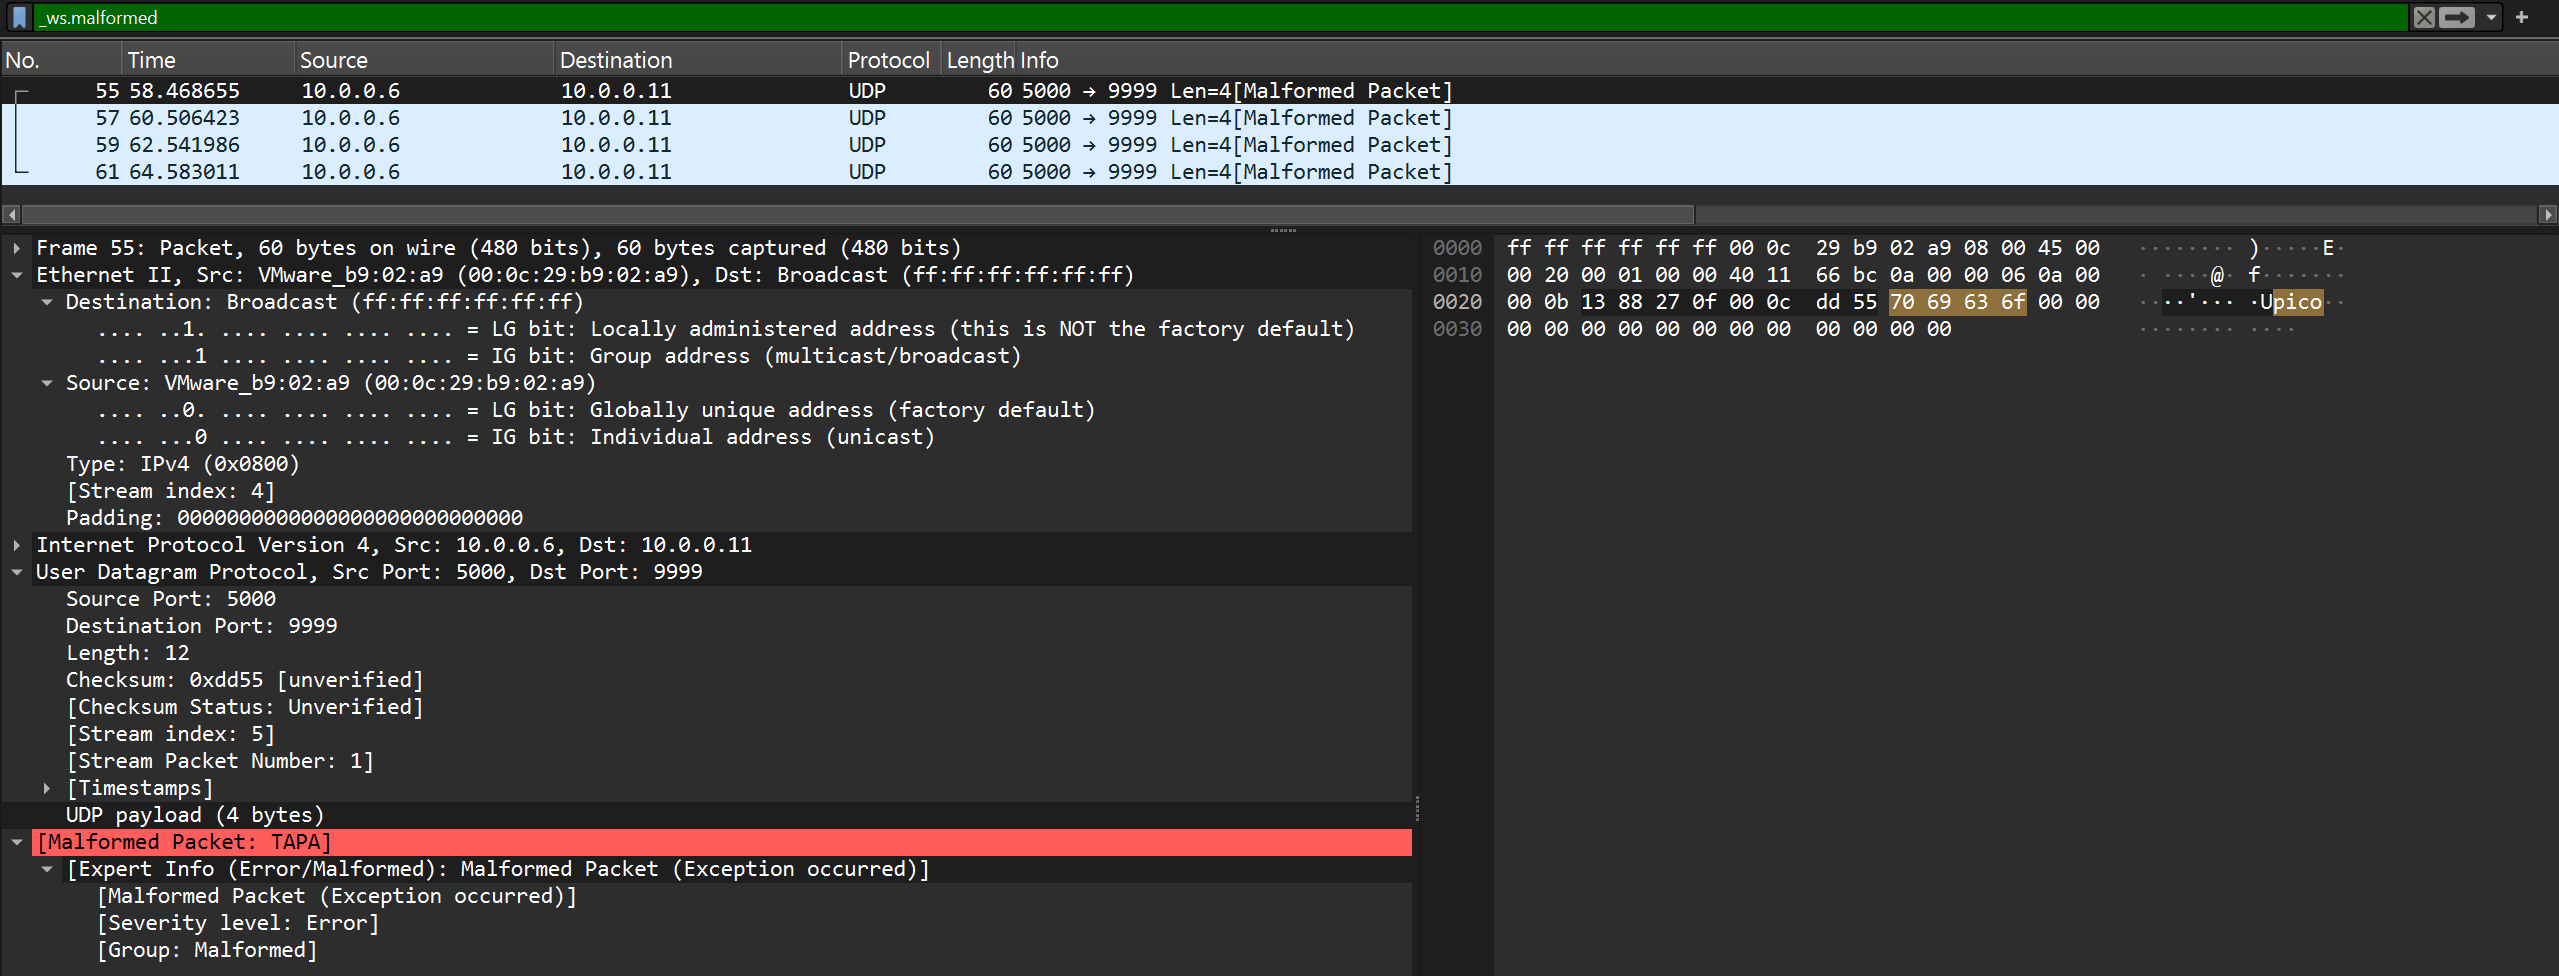 _ws.malformed
No. Time Source Destination Protocol Length Info
55 58.468655 10.0.0.6 10.0.0.11 UDP 60 5000 → 9999 Len=4[Malformed Packet]
57 60.506423 10.0.0.6 10.0.0.11 UDP 60 5000 → 9999 Len=4[Malformed Packet]
59 62.541986 10.0.0.6 10.0.0.11 UDP 60 5000 → 9999 Len=4[Malformed Packet]
61 64.583011 10.0.0.6 10.0.0.11 UDP 60 5000 → 9999 Len=4[Malformed Packet]
Frame 55: Packet, 60 bytes on wire (480 bits), 60 bytes captured (480 bits)
Ethernet II, Src: VMware_b9:02:a9 (00:0c:29:b9:02:a9), Dst: Broadcast (ff:ff:ff:ff:ff:ff)
Destination: Broadcast (ff:ff:ff:ff:ff:ff)
.... ..1. .... .... .... .... = LG bit: Locally administered address (this is NOT the factory default)
.... ...1 .... .... .... .... = IG bit: Group address (multicast/broadcast)
Source: VMware_b9:02:a9 (00:0c:29:b9:02:a9)
.... ..0. .... .... .... .... = LG bit: Globally unique address (factory default)
.... ...0 .... .... .... .... = IG bit: Individual address (unicast)
Type: IPv4 (0x0800)
[Stream index: 4]
Padding: 0000000000000000000000000000
Internet Protocol Version 4, Src: 10.0.0.6, Dst: 10.0.0.11
User Datagram Protocol, Src Port: 5000, Dst Port: 9999
Source Port: 5000
Destination Port: 9999
Length: 12
Checksum: 0xdd55 [unverified]
[Checksum Status: Unverified]
[Stream index: 5]
[Stream Packet Number: 1]
[Timestamps]
UDP payload (4 bytes)
[Malformed Packet: TAPA]
[Expert Info (Error/Malformed): Malformed Packet (Exception occurred)]
[Malformed Packet (Exception occurred)]
[Severity level: Error]
[Group: Malformed]
0000 ff ff ff ff ff ff 00 0c 29 b9 02 a9 08 00 45 00 ········ )·····E·
0010 00 20 00 01 00 00 40 11 66 bc 0a 00 00 06 0a 00 · ····@· f·······
0020 00 0b 13 88 27 0f 00 0c dd 55 70 69 63 6f 00 00 ····'··· ·Upico··
0030 00 00 00 00 00 00 00 00 00 00 00 00 ········ ····